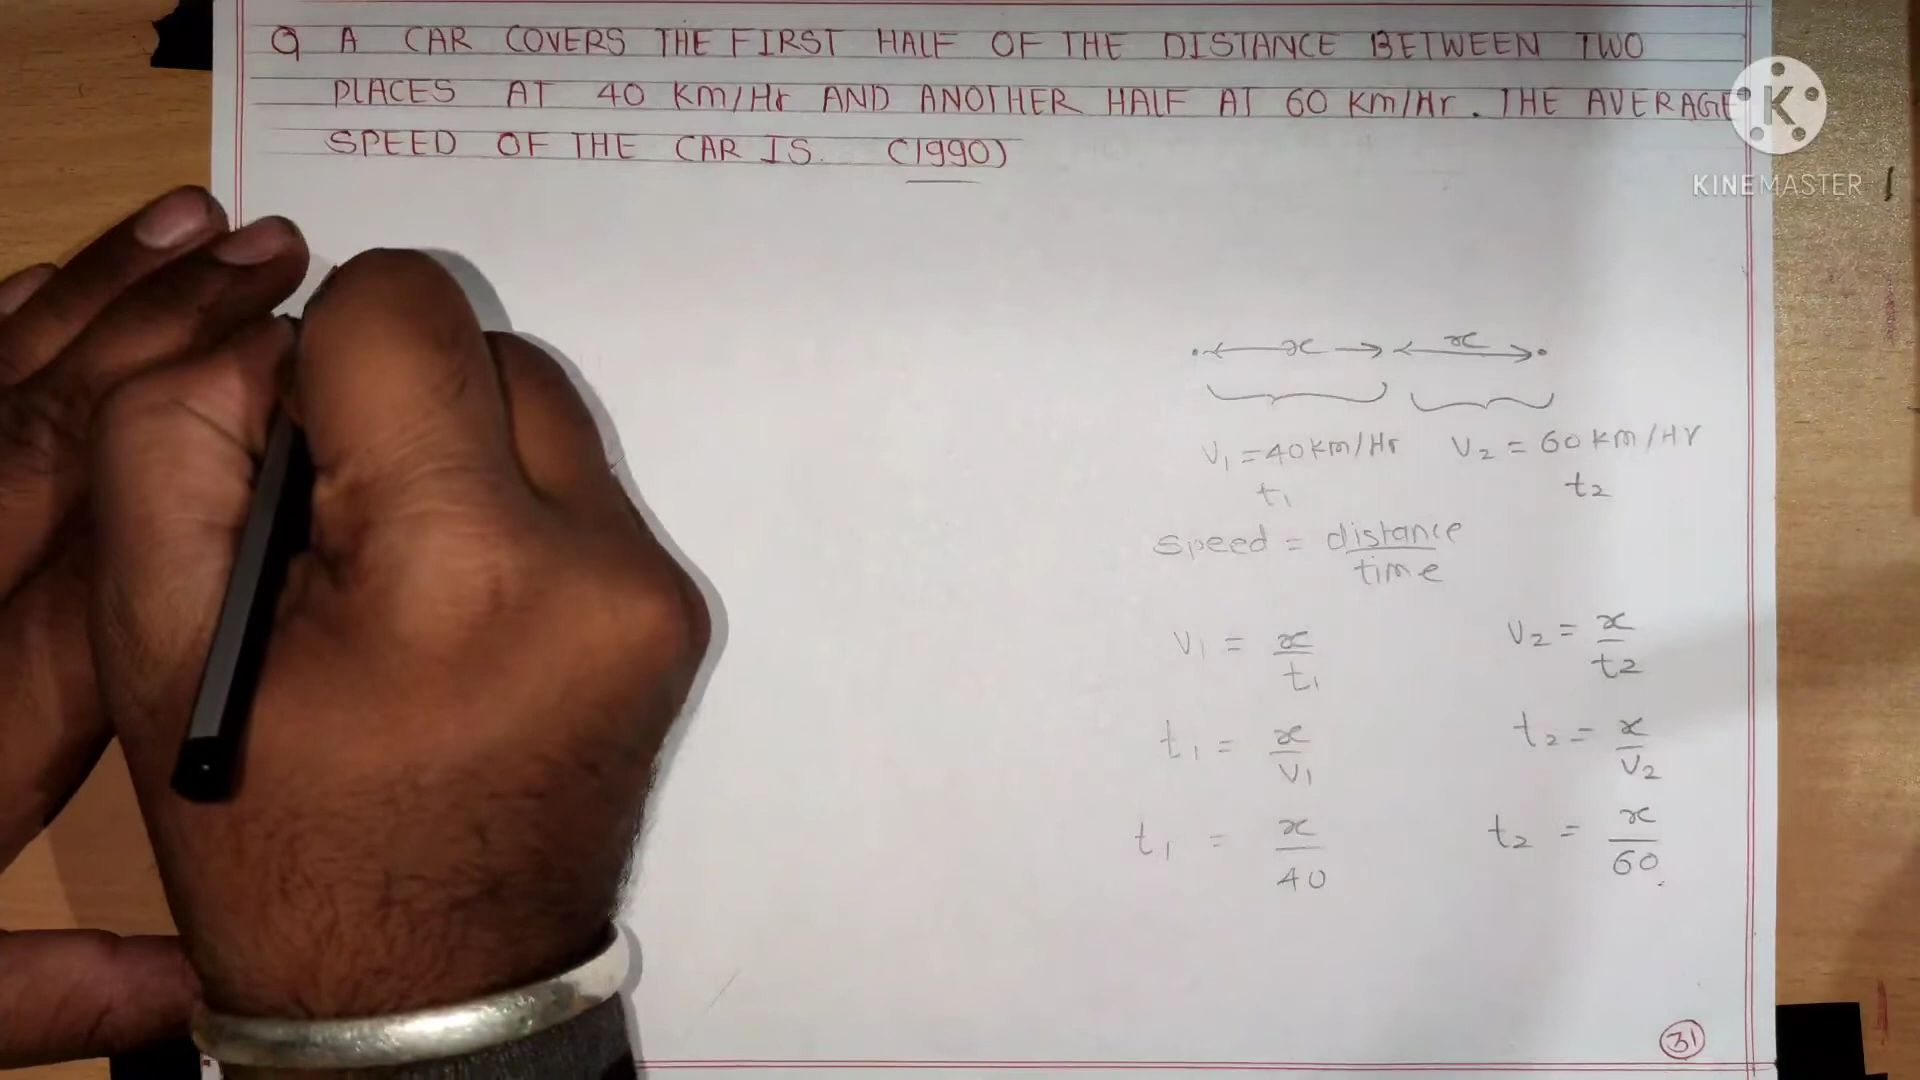 Q A CAR COVERS THE FIRST HALF OF THE DISTANCE BETWEEN TWO
PLACES AT 40 Km/Hr AND ANOTHER HALF AT 60 Km/Hr. THE AVERAGE
SPEED OF THE CAR IS. (1990)
K
KINEMASTER
x x
V1 = 40 km/Hr V2 = 60 km/Hr
t1 t2
speed = distance
time
V1 = x/t1 V2 = x/t2
t1 = x/V1 t2 = x/V2
t1 = x/40 t2 = x/60
31